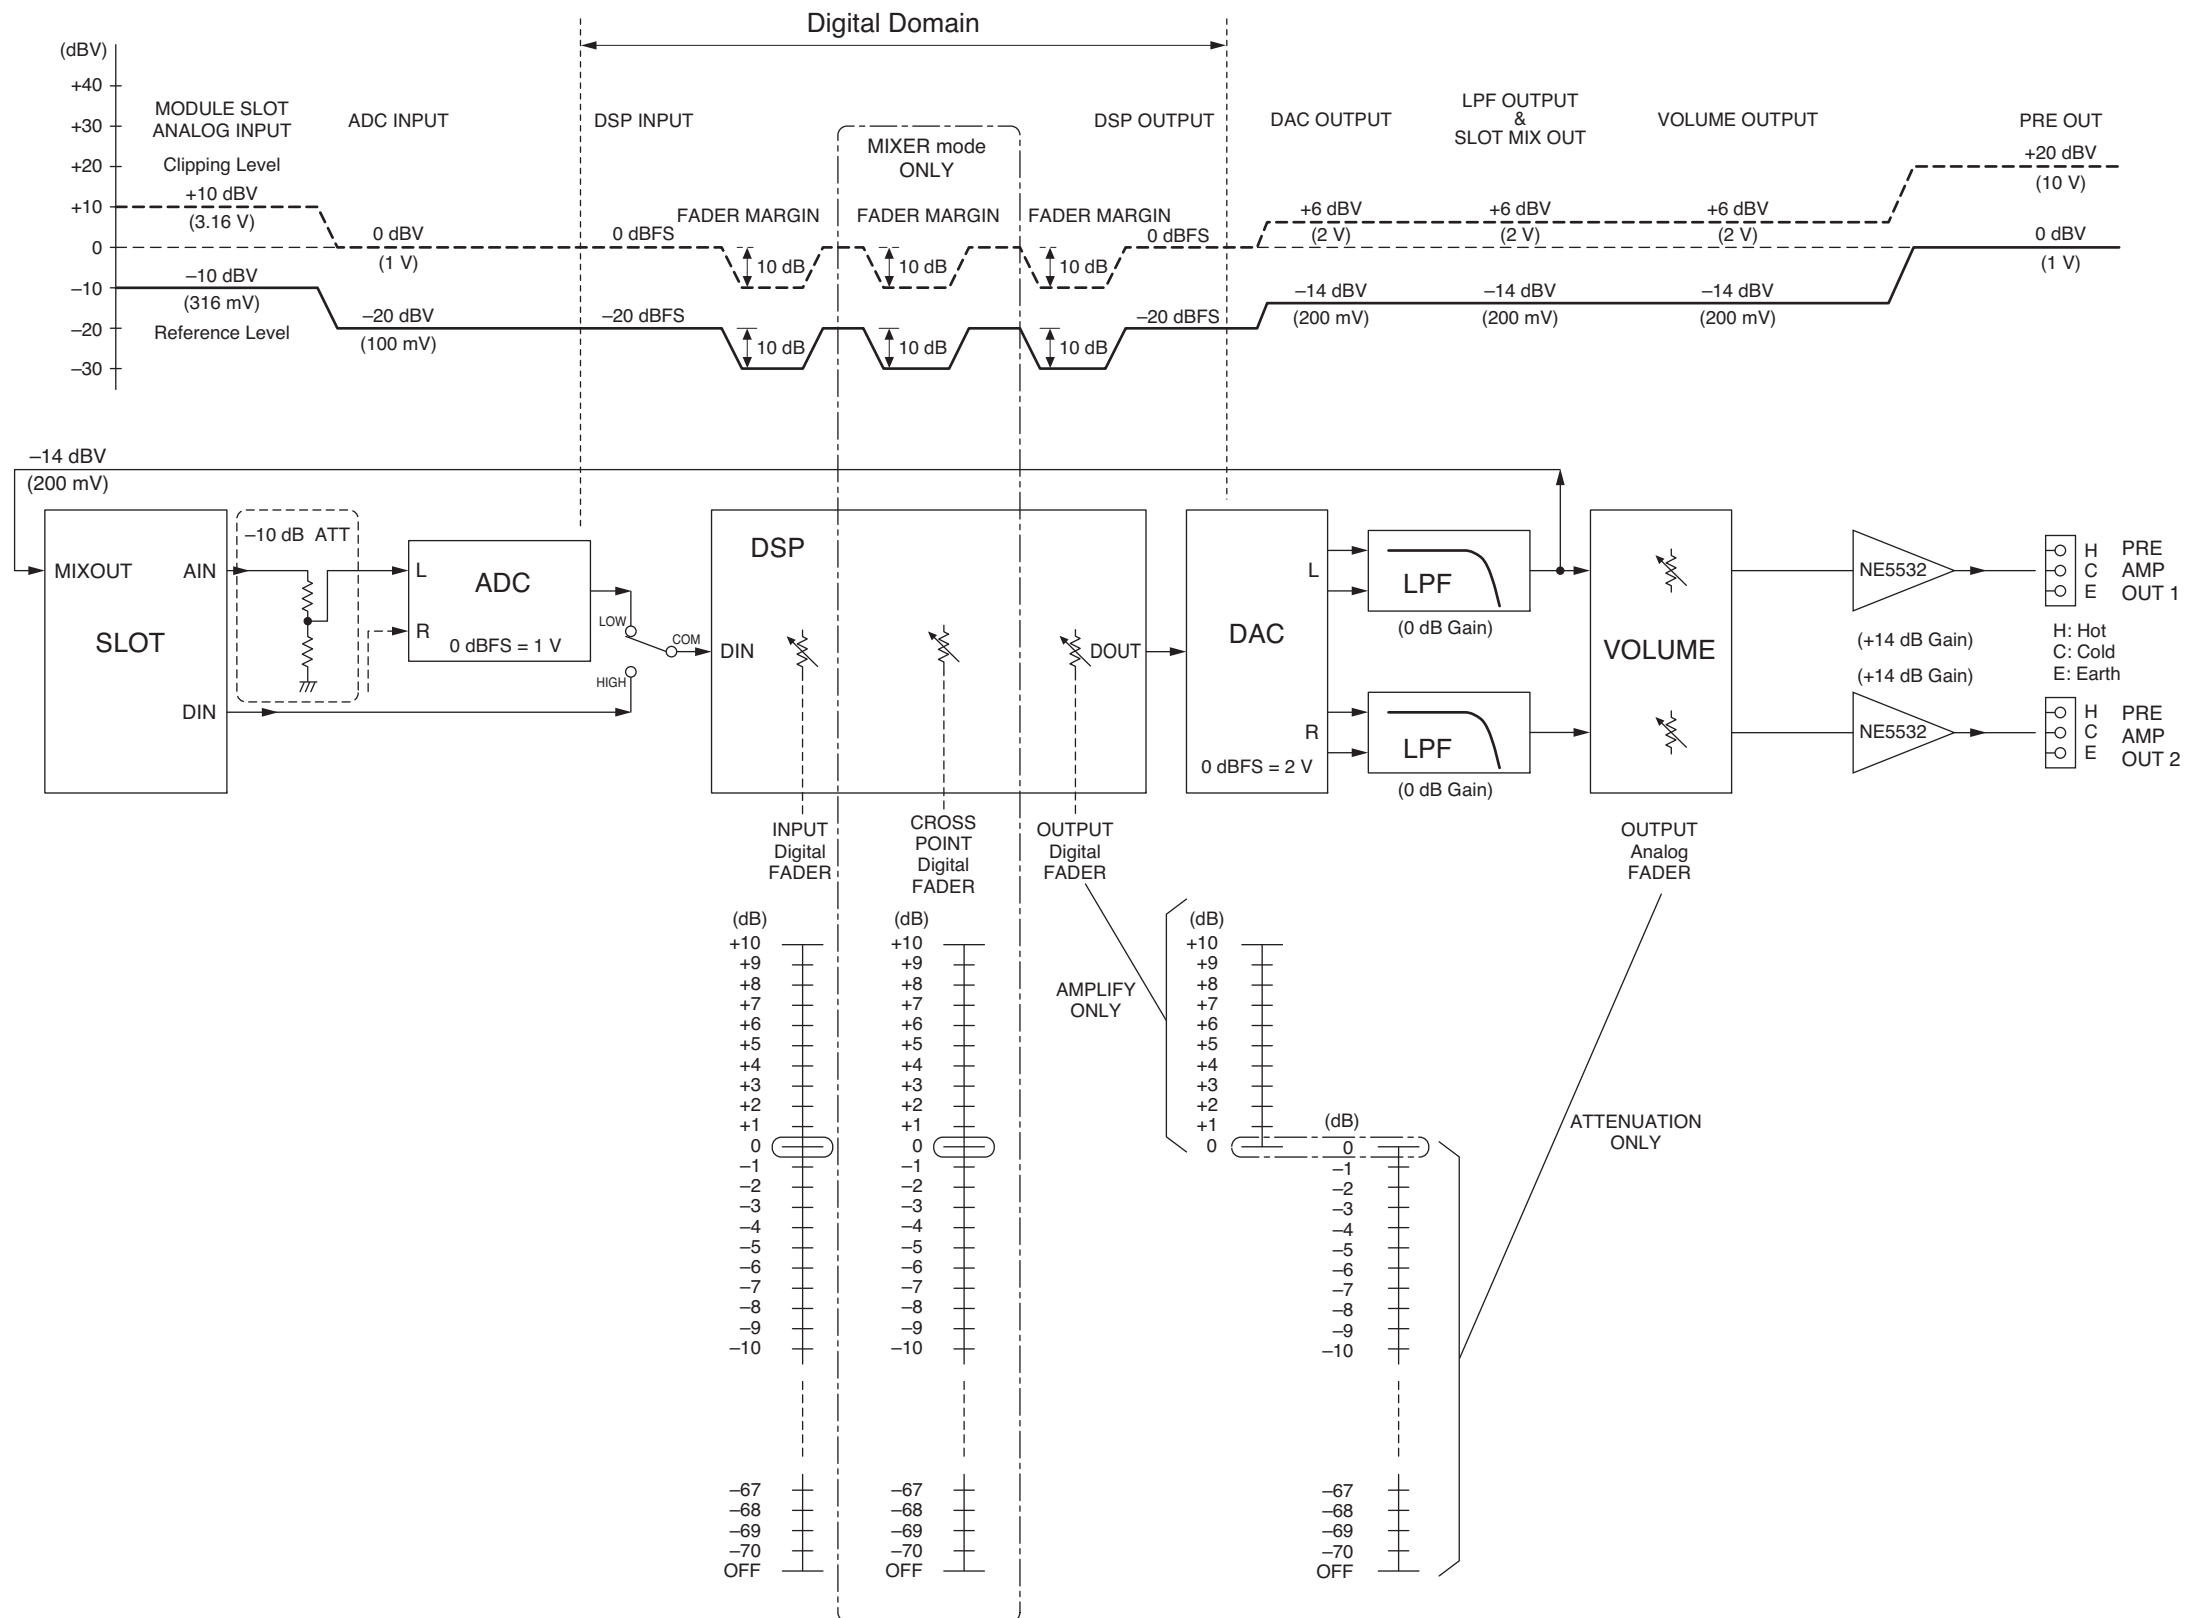 Digital Domain
(dBV)
+40
+30
+20
+10
0
–10
–20
–30
MODULE SLOT
ANALOG INPUT
Clipping Level
+10 dBV
(3.16 V)
–10 dBV
(316 mV)
Reference Level
ADC INPUT
0 dBV
(1 V)
–20 dBV
(100 mV)
DSP INPUT
0 dBFS
–20 dBFS
FADER MARGIN
10 dB
10 dB
MIXER mode
ONLY
FADER MARGIN
10 dB
10 dB
FADER MARGIN
10 dB
10 dB
DSP OUTPUT
0 dBFS
–20 dBFS
DAC OUTPUT
+6 dBV
(2 V)
–14 dBV
(200 mV)
LPF OUTPUT
&
SLOT MIX OUT
+6 dBV
(2 V)
–14 dBV
(200 mV)
VOLUME OUTPUT
+6 dBV
(2 V)
–14 dBV
(200 mV)
PRE OUT
+20 dBV
(10 V)
0 dBV
(1 V)
–14 dBV
(200 mV)
MIXOUT
AIN
SLOT
DIN
–10 dB ATT
L
ADC
R
0 dBFS = 1 V
LOW
COM
HIGH
DSP
DIN
DOUT
L
DAC
R
0 dBFS = 2 V
LPF
(0 dB Gain)
LPF
(0 dB Gain)
VOLUME
NE5532
(+14 dB Gain)
(+14 dB Gain)
NE5532
H
C
E
PRE
AMP
OUT 1
H: Hot
C: Cold
E: Earth
H
C
E
PRE
AMP
OUT 2
INPUT
Digital
FADER
CROSS
POINT
Digital
FADER
OUTPUT
Digital
FADER
OUTPUT
Analog
FADER
(dB)
+10
+9
+8
+7
+6
+5
+4
+3
+2
+1
0
–1
–2
–3
–4
–5
–6
–7
–8
–9
–10
–67
–68
–69
–70
OFF
(dB)
+10
+9
+8
+7
+6
+5
+4
+3
+2
+1
0
–1
–2
–3
–4
–5
–6
–7
–8
–9
–10
–67
–68
–69
–70
OFF
AMPLIFY
ONLY
(dB)
+10
+9
+8
+7
+6
+5
+4
+3
+2
+1
0
(dB)
0
–1
–2
–3
–4
–5
–6
–7
–8
–9
–10
–67
–68
–69
–70
OFF
ATTENUATION
ONLY